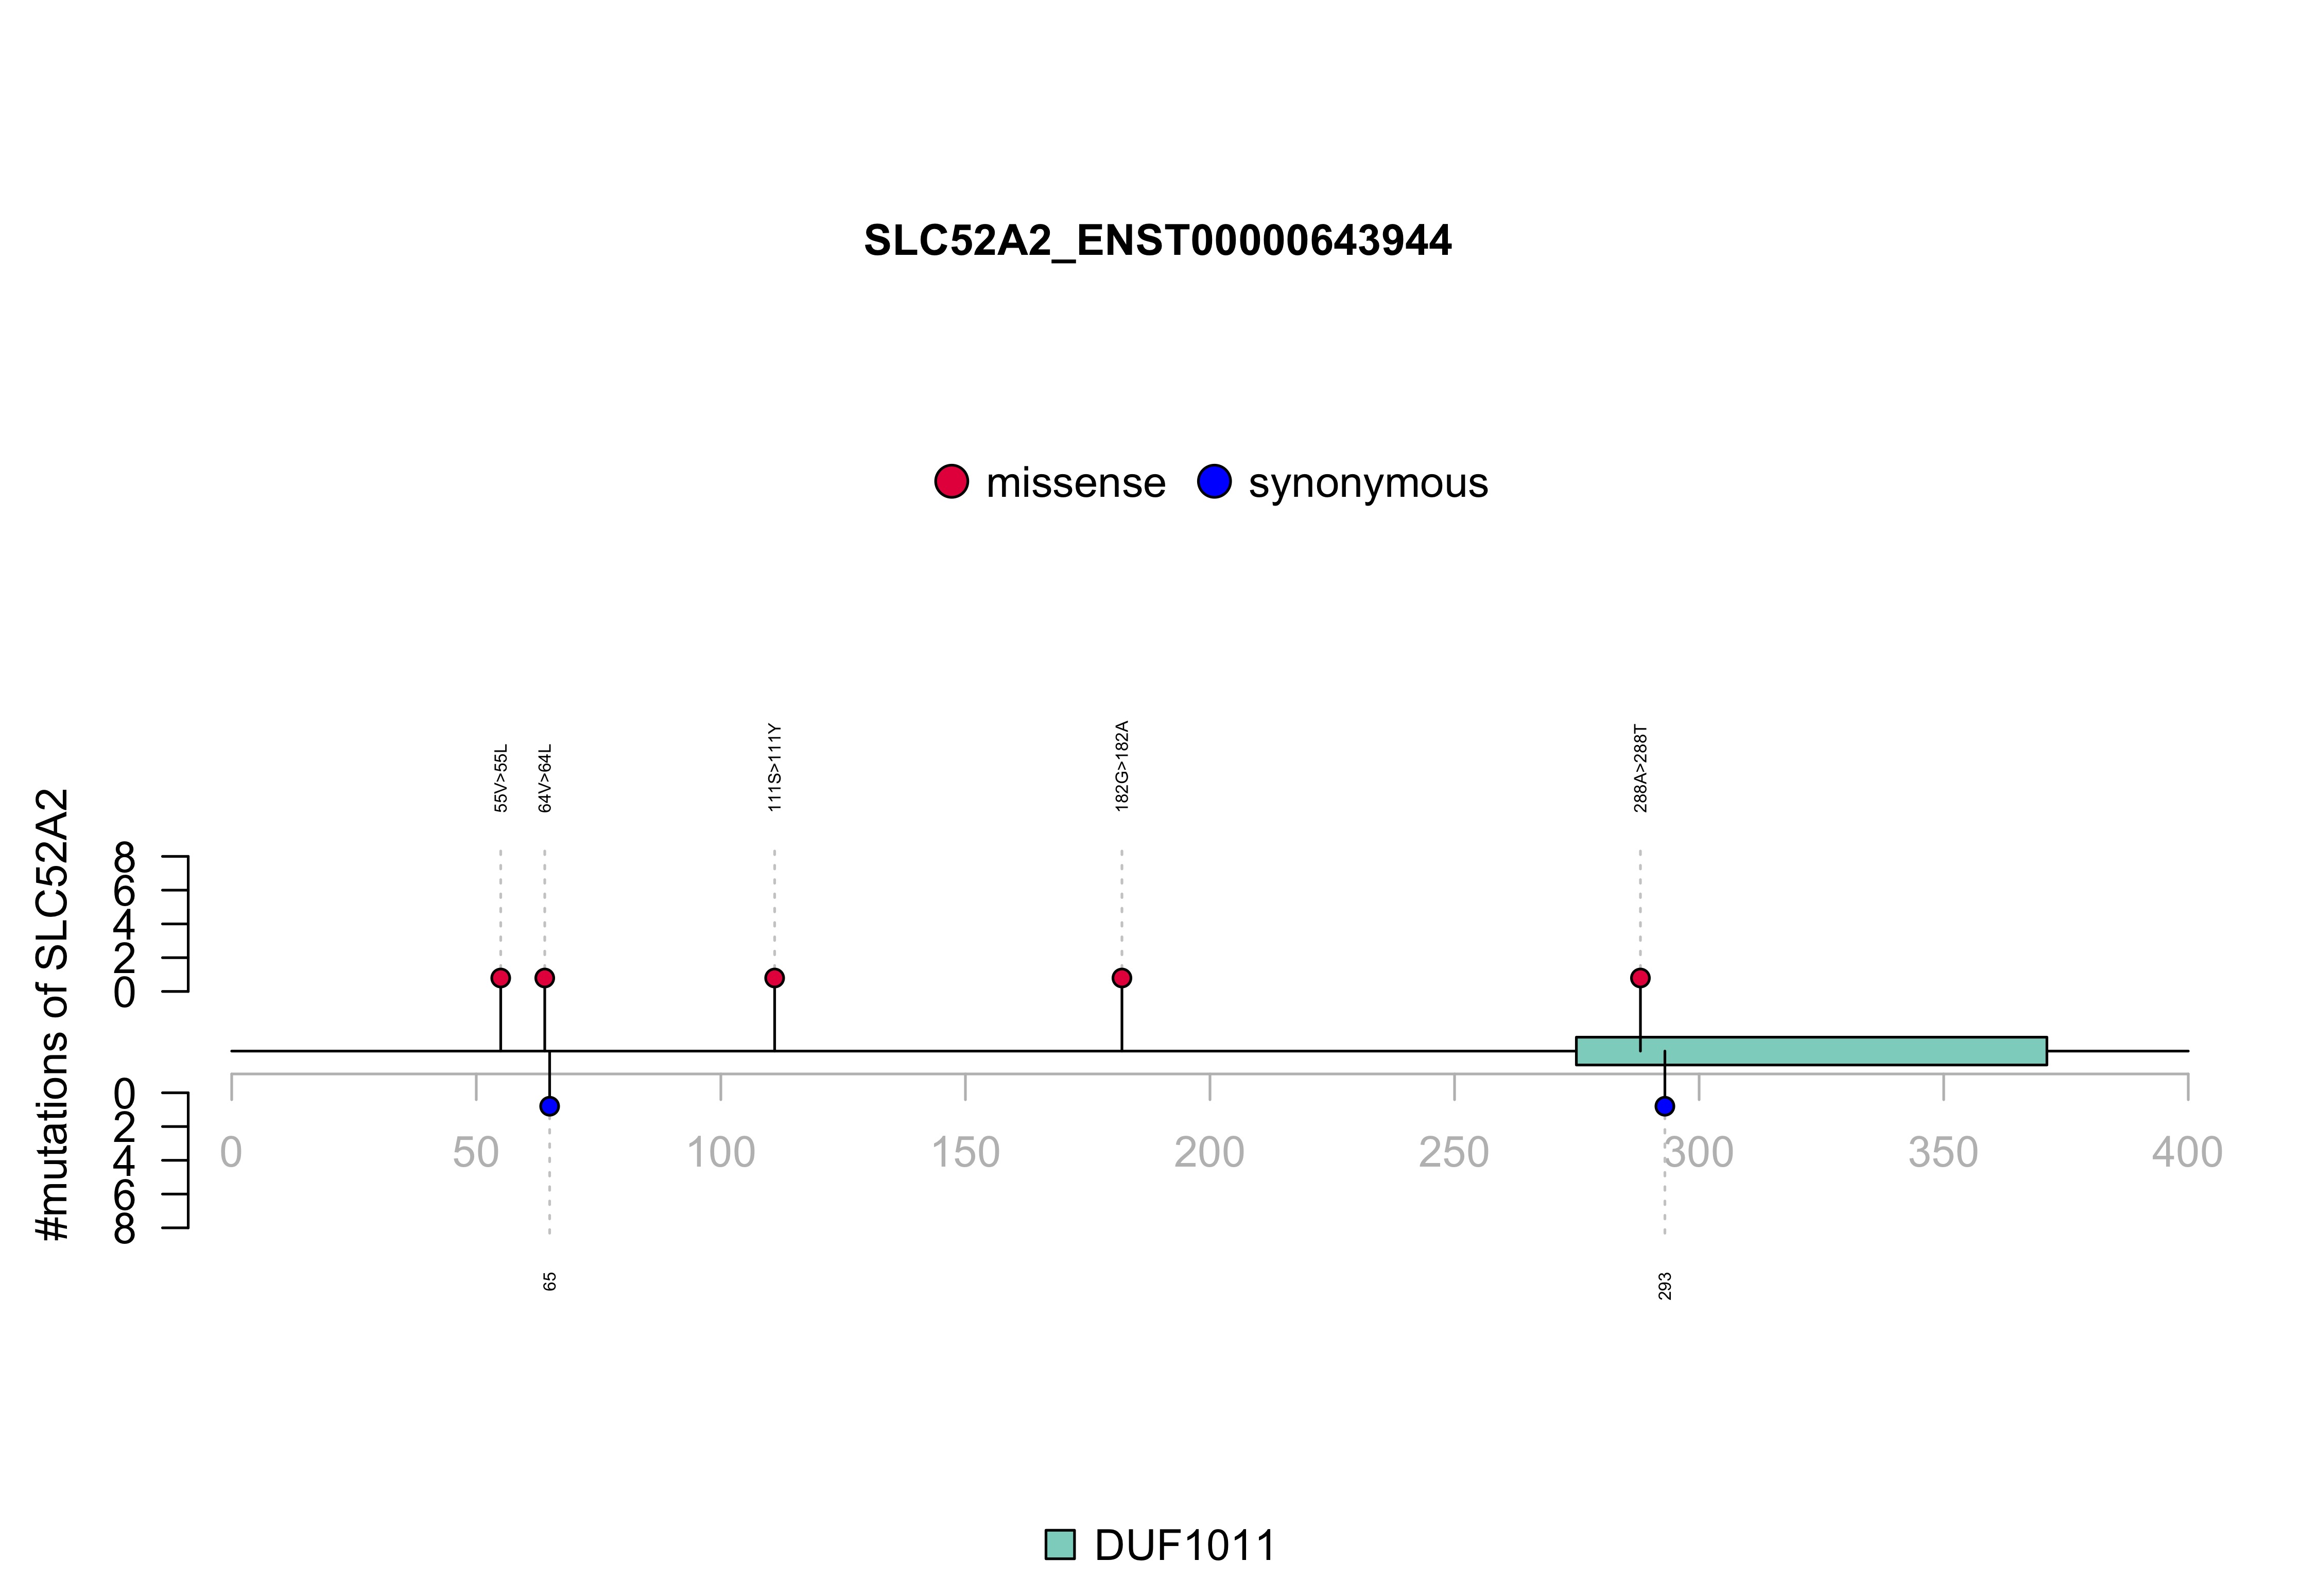 SLC52A2_ENST00000643944
missense synonymous
55V>55L
64V>64L
111S>111Y
182G>182A
288A>288T
#mutations of SLC52A2
8
6
4
2
0
0
2
4
6
8
0 50 100 150 200 250 300 350 400
65
293
DUF1011